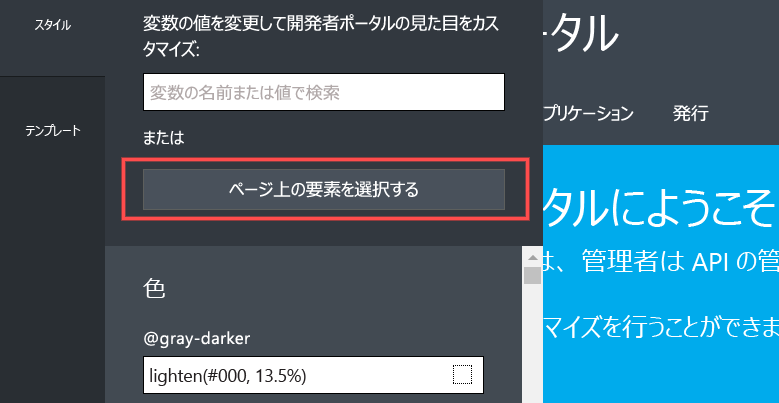 スタイル
テンプレート
変数の値を変更して開発者ポータルの見た目をカス
タマイズ:
変数の名前または値で検索
または
ページ上の要素を選択する
色
@gray-darker
lighten(#000, 13.5%)
ータル
プリケーション 発行
タルにようこそ
は、管理者は API の管
マイズを行うことができま